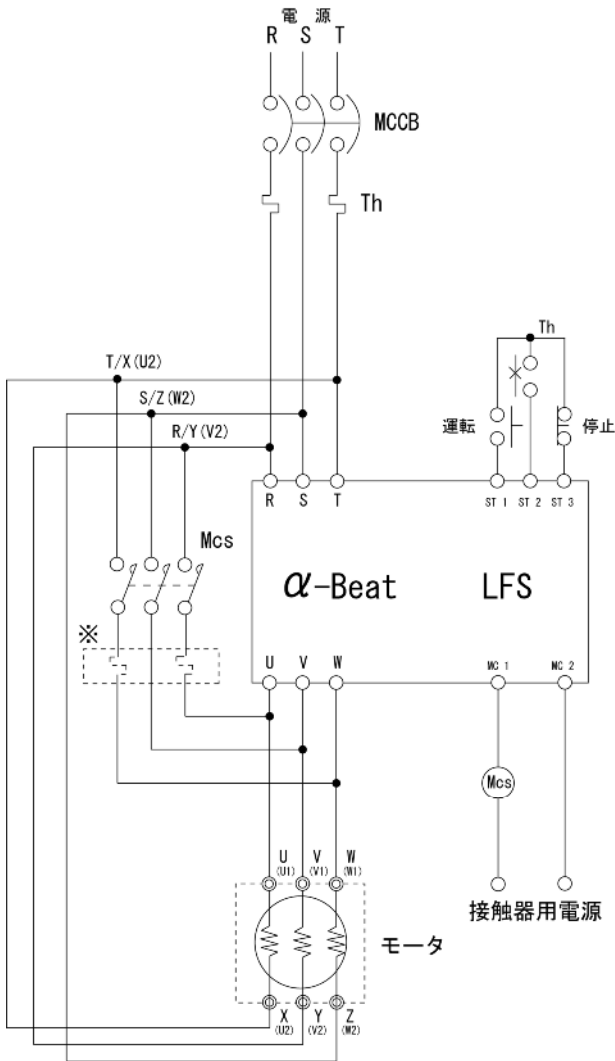 電源
R S T
MCCB
Th
T/X(U2)
S/Z(W2)
R/Y(V2)
Th
運転
停止
R S T
ST 1 ST 2 ST 3
Mcs
α-Beat LFS
※
U V W
MC 1 MC 2
Mcs
U V W
(U1) (V1) (W1)
接触器用電源
モータ
X Y Z
(U2) (V2) (W2)